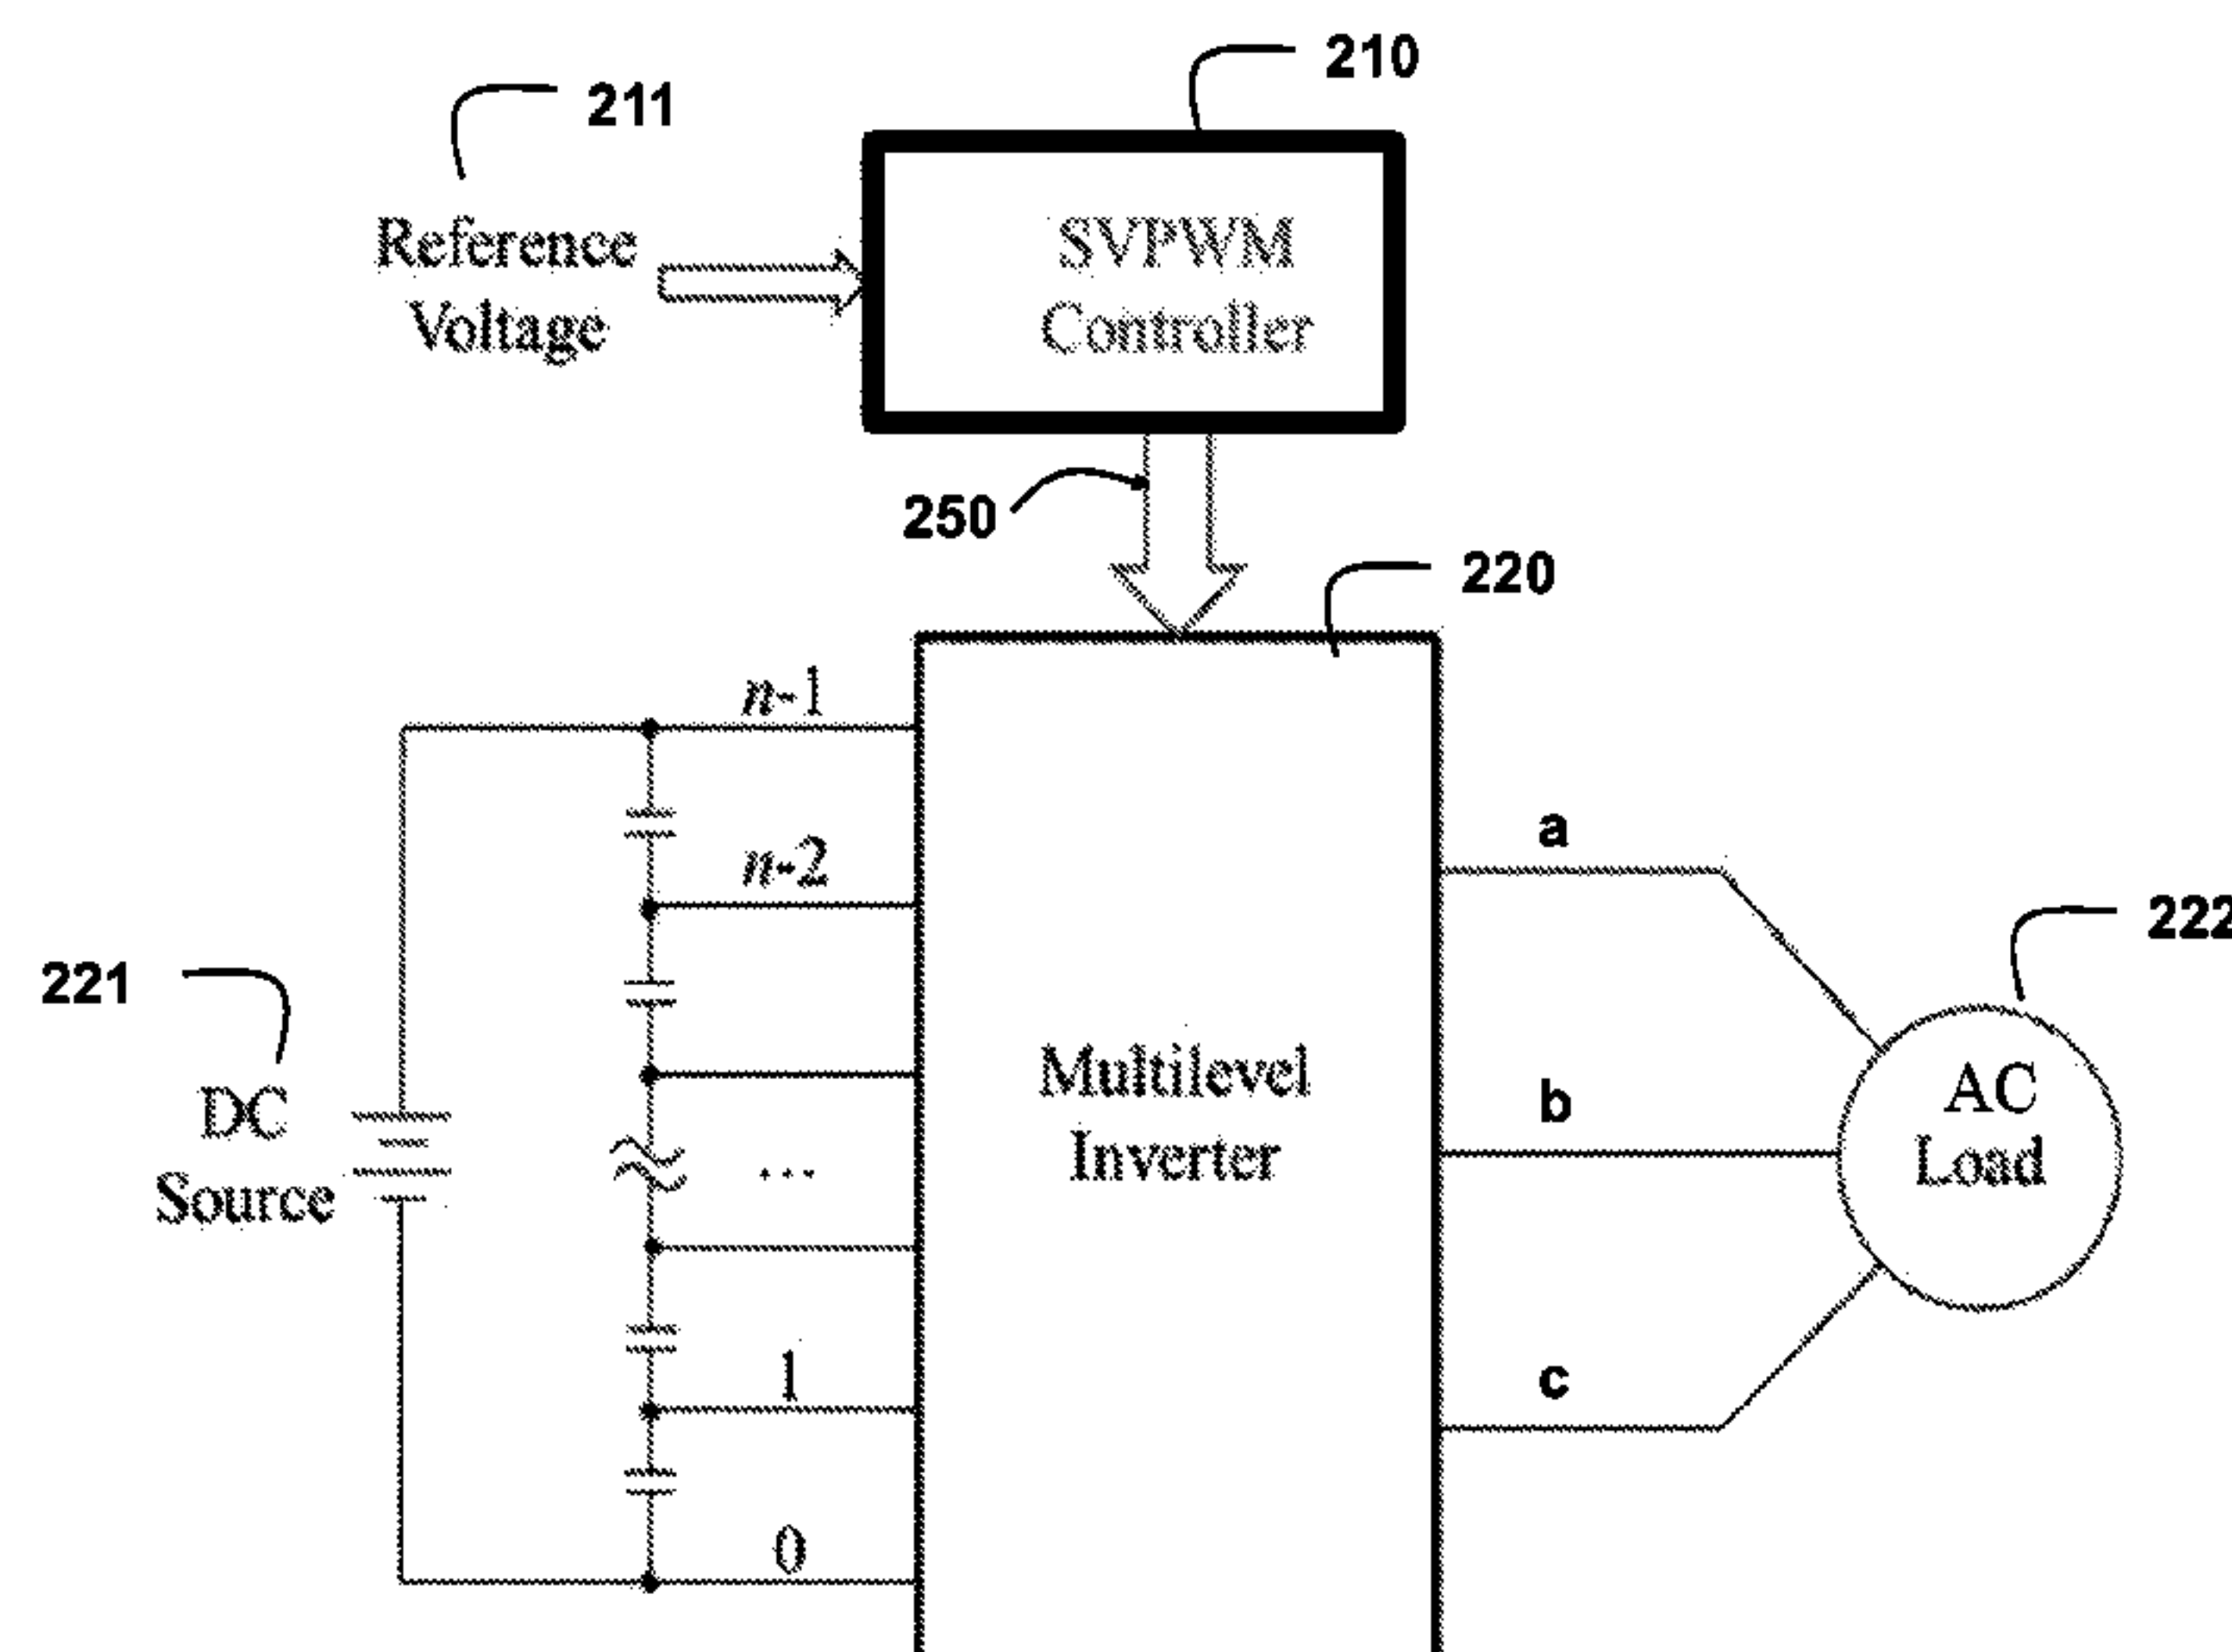 210
211
Reference
Voltage
SVPWM
Controller
250
220
n-1
n-2
a
222
221
DC
Source
Multilevel
Inverter
...
b
AC
Load
1
c
0